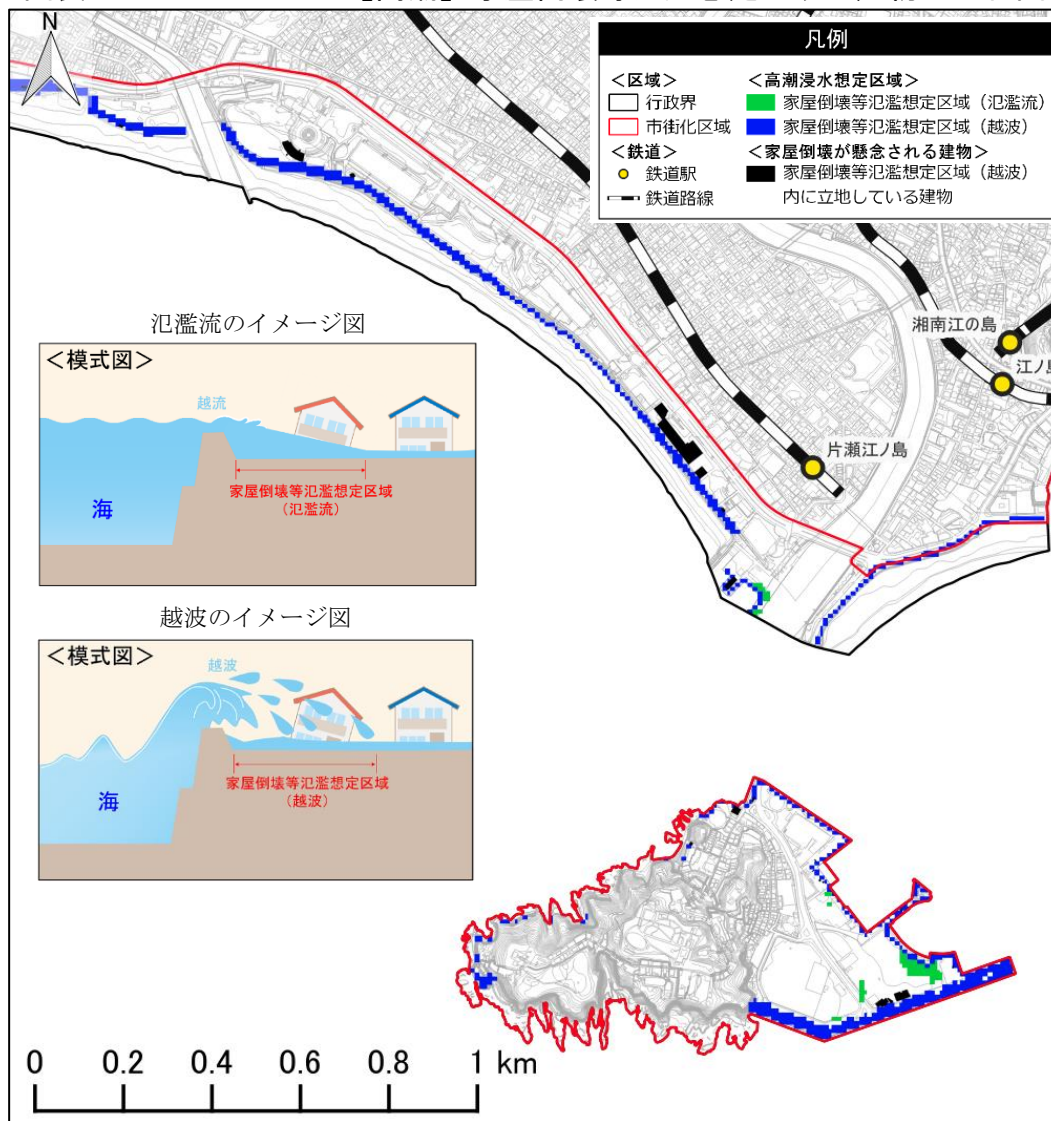 N
凡例
＜区域＞
行政界
市街化区域
＜鉄道＞
鉄道駅
鉄道路線
＜高潮浸水想定区域＞
家屋倒壊等氾濫想定区域（氾濫流）
家屋倒壊等氾濫想定区域（越波）
＜家屋倒壊が懸念される建物＞
家屋倒壊等氾濫想定区域（越波）
内に立地している建物
湘南江の島
江ノ島
片瀬江ノ島
氾濫流のイメージ図
＜模式図＞
越流
家屋倒壊等氾濫想定区域
（氾濫流）
海
越波のイメージ図
＜模式図＞
越波
家屋倒壊等氾濫想定区域
（越波）
海
0 0.2 0.4 0.6 0.8 1 km